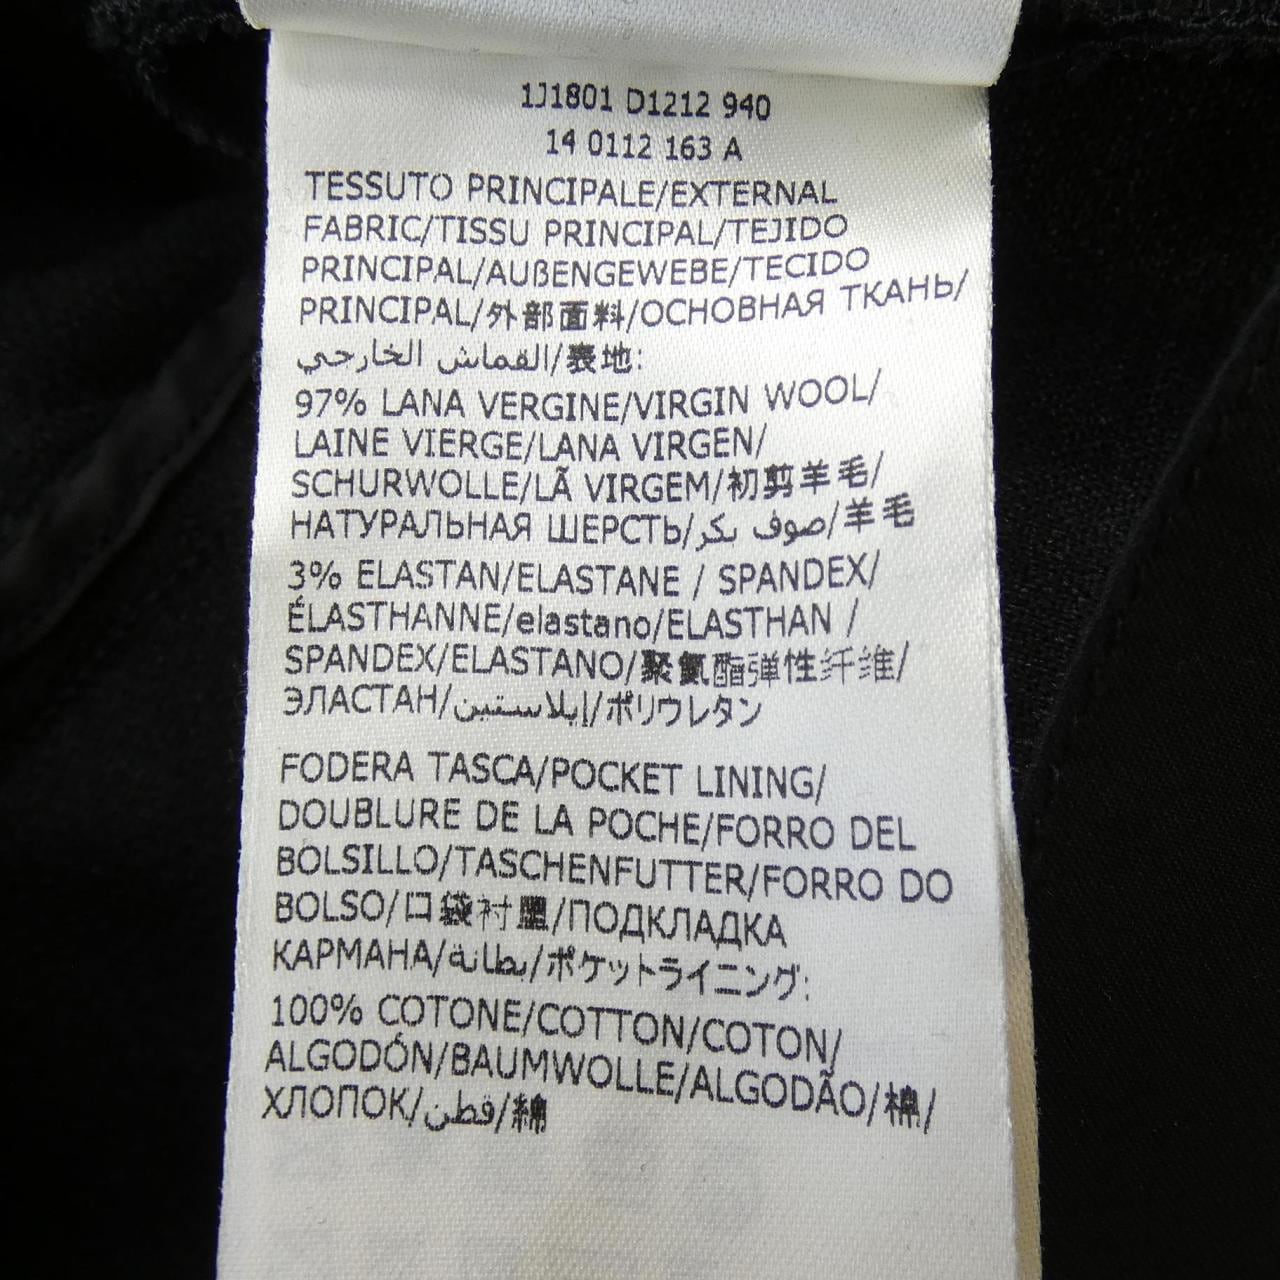 1J1801 D1212 940
14 0112 163 A
TESSUTO PRINCIPALE/EXTERNAL
FABRIC/TISSU PRINCIPAL/TEJIDO
PRINCIPAL/AUßENGEWEBE/TECIDO
PRINCIPAL/外部面料/ОСНОВНАЯ ТКАНЬ/
القماش الخارجي/表地:
97% LANA VERGINE/VIRGIN WOOL/
LAINE VIERGE/LANA VIRGEN/
SCHURWOLLE/LÃ VIRGEM/初剪羊毛/
НАТУРАЛЬНАЯ ШЕРСТЬ/صوف بكر/羊毛
3% ELASTAN/ELASTANE / SPANDEX/
ÉLASTHANNE/elastano/ELASTHAN /
SPANDEX/ELASTANO/聚氨酯弹性纤维/
ЭЛАСТАН/إيلاستين/ポリウレタン
FODERA TASCA/POCKET LINING/
DOUBLURE DE LA POCHE/FORRO DEL
BOLSILLO/TASCHENFUTTER/FORRO DO
BOLSO/口袋衬里/ПОДКЛАДКА
КАРМАНА/بطانة/ポケットライニング:
100% COTONE/COTTON/COTON/
ALGODÓN/BAUMWOLLE/ALGODÃO/棉/
ХЛОПОК/قطن/綿